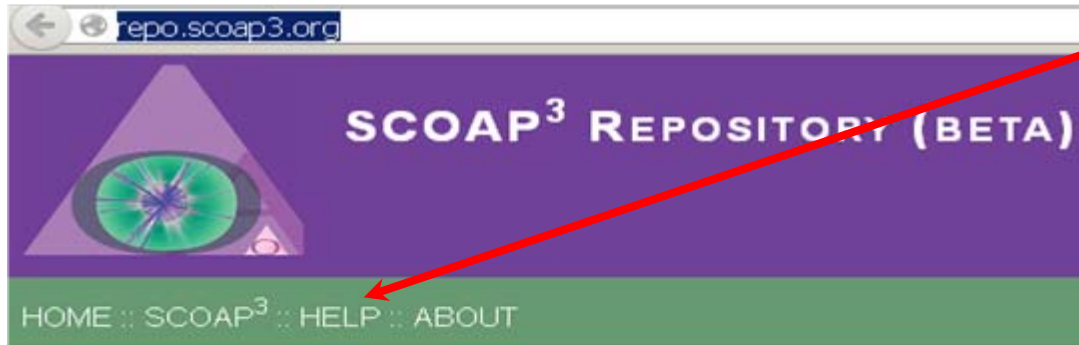 repo.scoap3.org
SCOAP³ REPOSITORY (BETA)
HOME :: SCOAP³ :: HELP :: ABOUT